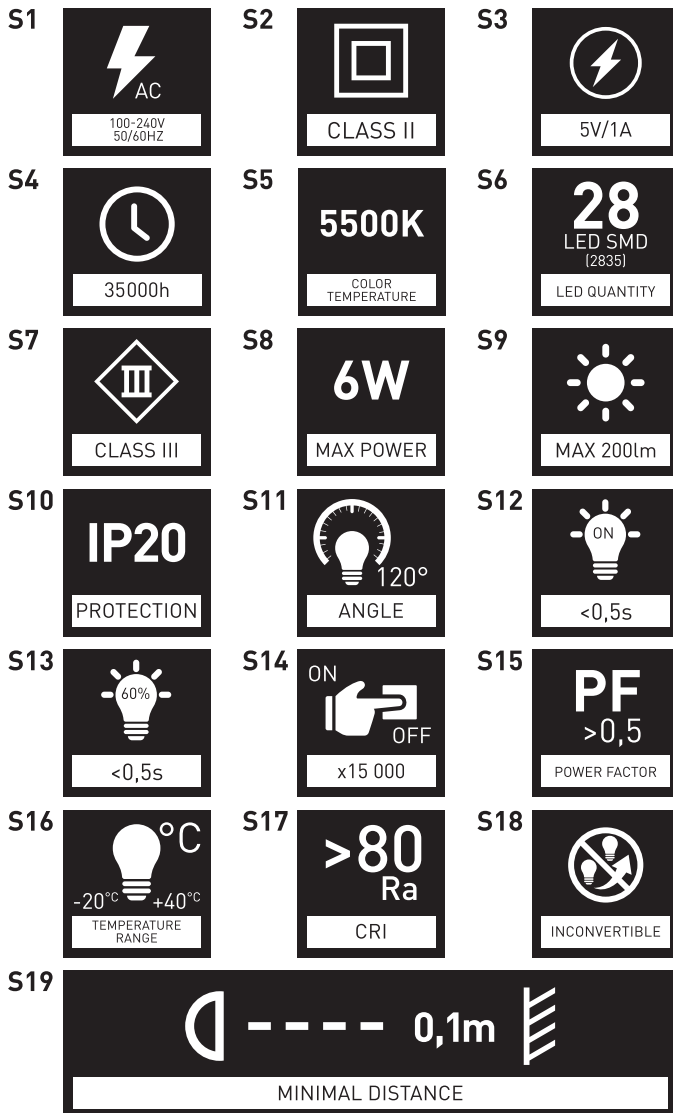 S1
AC
100-240V
50/60HZ
S2
CLASS II
S3
5V/1A
S4
35000h
S5
5500K
COLOR
TEMPERATURE
S6
28
LED SMD
(2835)
LED QUANTITY
S7
III
CLASS III
S8
6W
MAX POWER
S9
MAX 200lm
S10
IP20
PROTECTION
S11
120°
ANGLE
S12
ON
<0,5s
S13
60%
<0,5s
S14
ON
OFF
x15 000
S15
PF
>0,5
POWER FACTOR
S16
°C
-20°C +40°C
TEMPERATURE
RANGE
S17
>80
Ra
CRI
S18
INCONVERTIBLE
S19
0,1m
MINIMAL DISTANCE